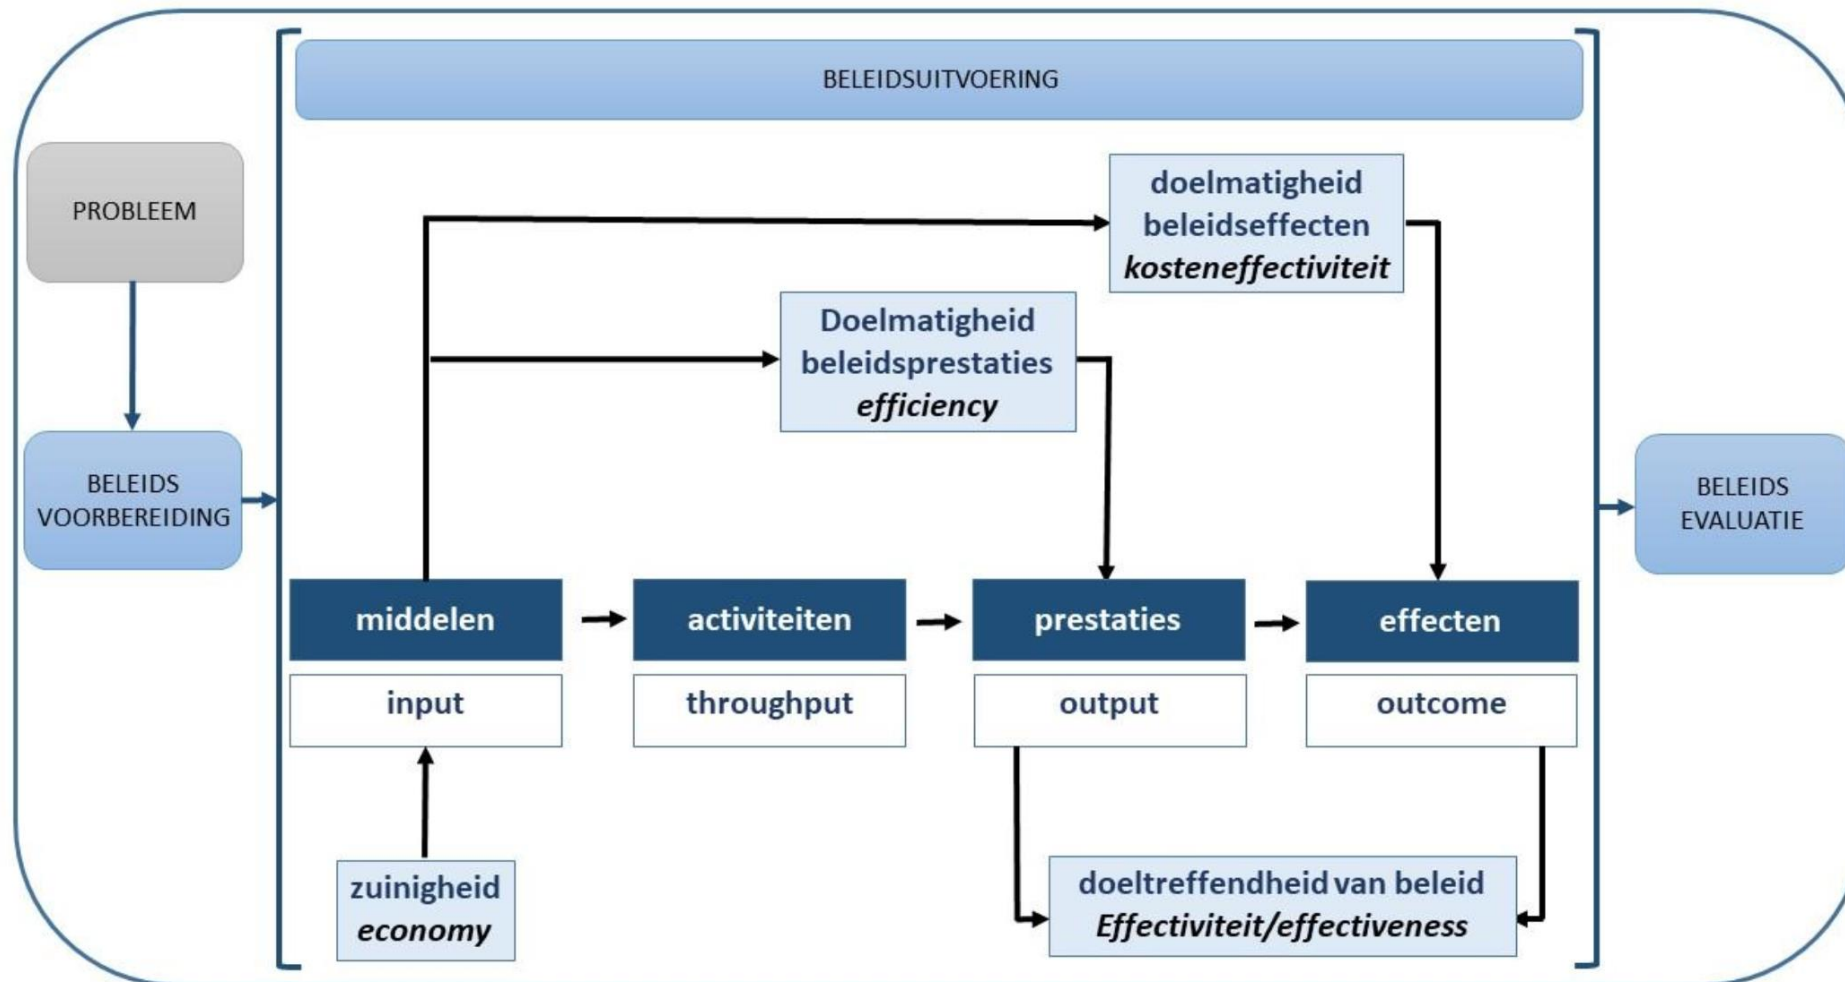 BELEIDSUITVOERING
PROBLEEM
doelmatigheid
beleidseffecten
kosteneffectiviteit
Doelmatigheid
beleidsprestaties
efficiency
BELEIDS
VOORBEREIDING
BELEIDS
EVALUATIE
middelen
activiteiten
prestaties
effecten
input
throughput
output
outcome
zuinigheid
economy
doeltreffendheid van beleid
Effectiviteit/effectiveness